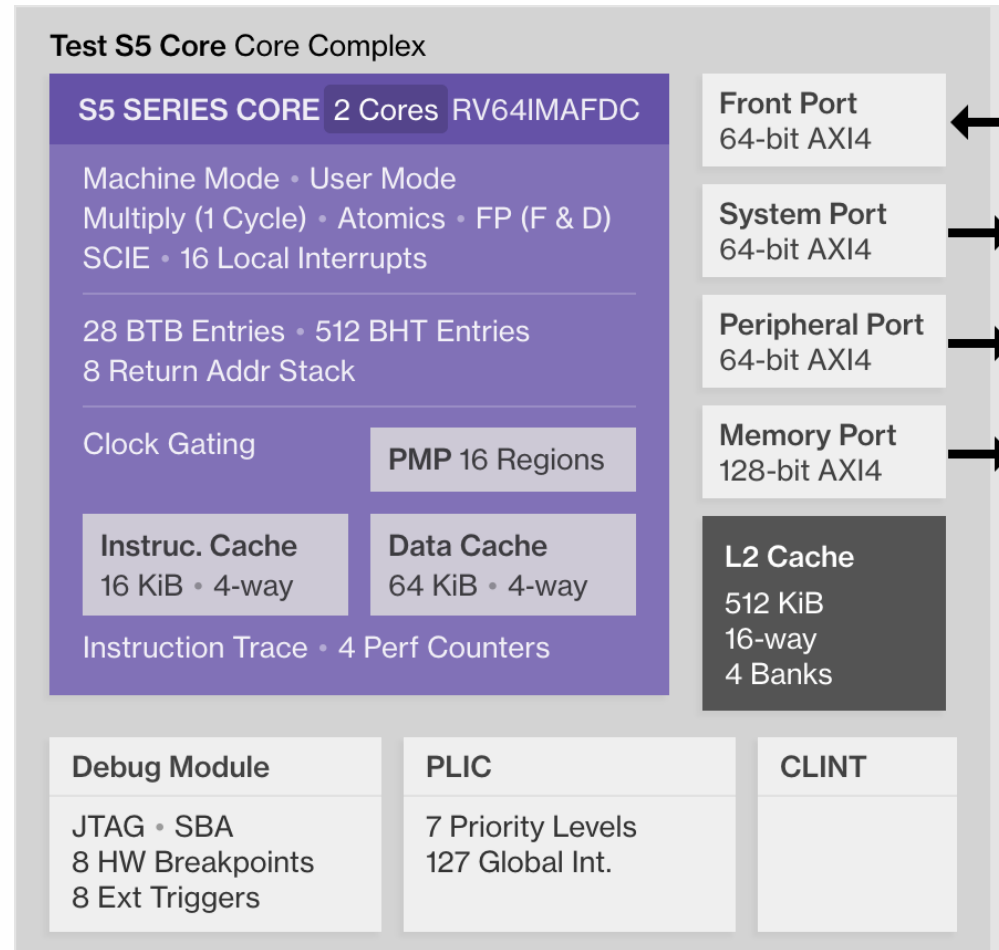 Test S5 Core Core Complex
S5 SERIES CORE 2 Cores RV64IMAFDC
Machine Mode • User Mode
Multiply (1 Cycle) • Atomics • FP (F & D)
SCIE • 16 Local Interrupts
28 BTB Entries • 512 BHT Entries
8 Return Addr Stack
Clock Gating
PMP 16 Regions
Instruc. Cache
16 KiB • 4-way
Data Cache
64 KiB • 4-way
Instruction Trace • 4 Perf Counters
Front Port
64-bit AXI4
System Port
64-bit AXI4
Peripheral Port
64-bit AXI4
Memory Port
128-bit AXI4
L2 Cache
512 KiB
16-way
4 Banks
Debug Module
JTAG • SBA
8 HW Breakpoints
8 Ext Triggers
PLIC
7 Priority Levels
127 Global Int.
CLINT